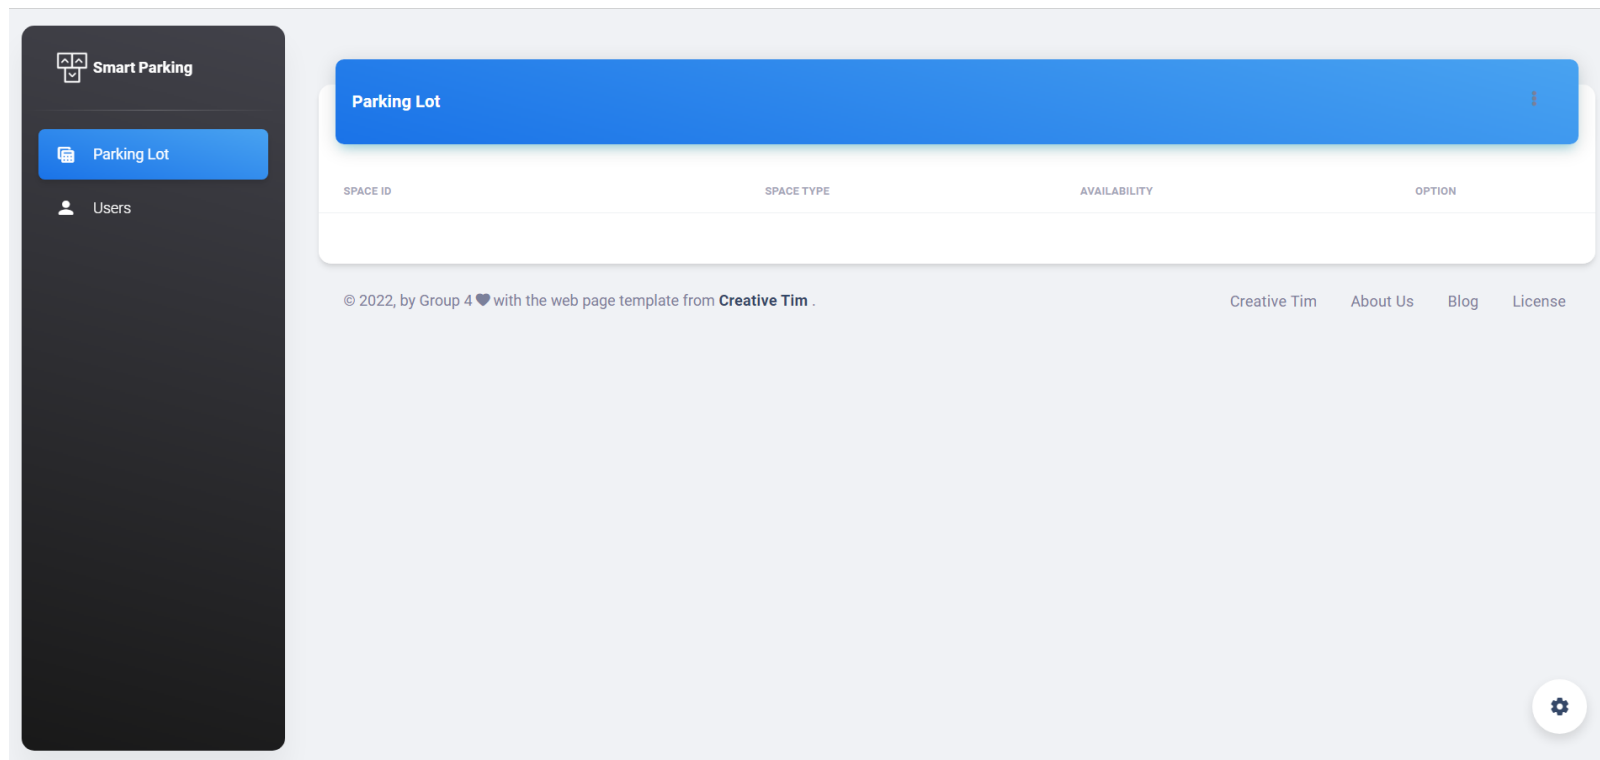 Smart Parking
Parking Lot
Users
Parking Lot
SPACE ID SPACE TYPE AVAILABILITY OPTION
© 2022, by Group 4 with the web page template from Creative Tim .
Creative Tim About Us Blog License